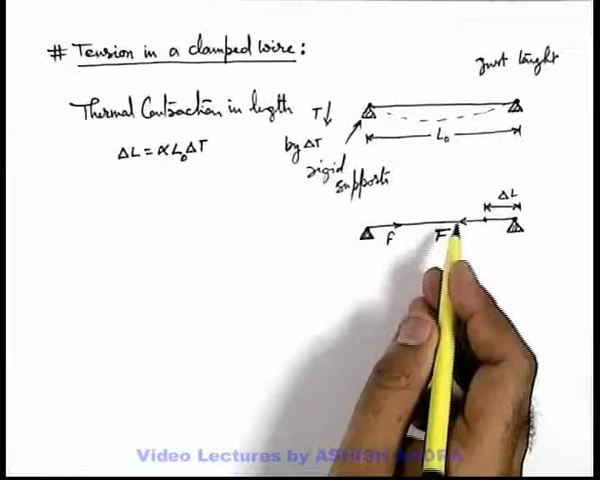 # Tension in a clamped wire :
just taught
Thermal Contraction in length
T↓
ΔL = αL₀ΔT
by ΔT
L₀
rigid
supports
ΔL
F
F
Video Lectures by ASHISH ARORA